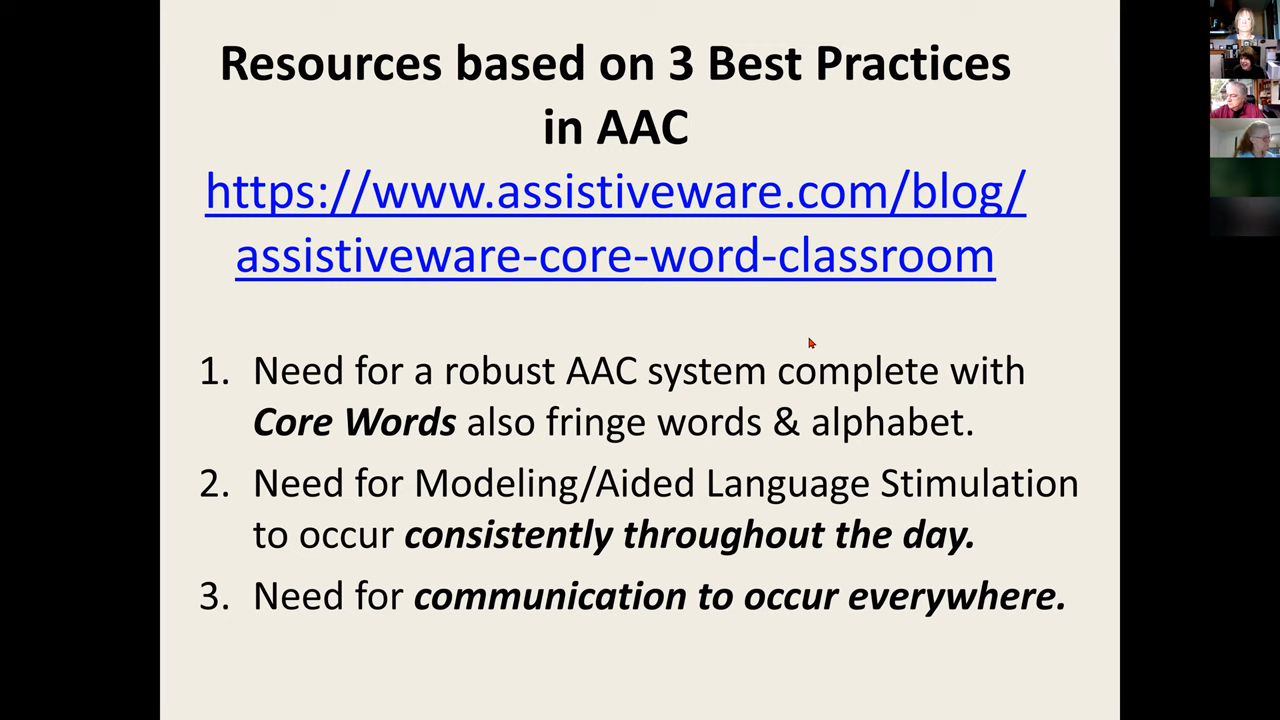 Resources based on 3 Best Practices
in AAC
https://www.assistiveware.com/blog/
assistiveware-core-word-classroom
1. Need for a robust AAC system complete with
Core Words also fringe words & alphabet.
2. Need for Modeling/Aided Language Stimulation
to occur consistently throughout the day.
3. Need for communication to occur everywhere.